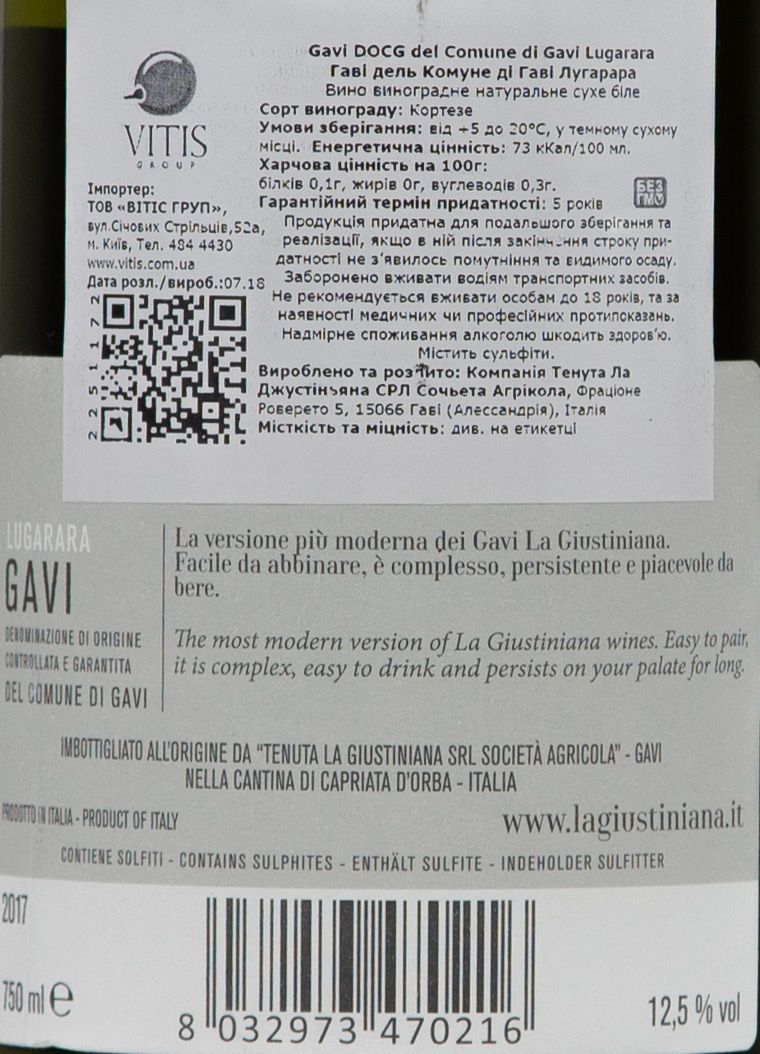 Gavi DOCG del Comune di Gavi Lugarara
Гаві дель Комуне ді Гаві Лугарара
Вино виноградне натуральне сухе біле
Сорт винограду: Кортезе
Умови зберігання: від +5 до 20°C, у темному сухому
місці. Енергетична цінність: 73 кКал/100 мл.
Харчова цінність на 100г:
білків 0,1г, жирів 0г, вуглеводів 0,3г.
Гарантійний термін придатності: 5 років
БЕЗ
ГМО
Продукція придатна для подальшого зберігання та
реалізації, якщо в ній після закінчення строку при-
датності не з’явилось помутніння та видимого осаду.
Заборонено вживати водіям транспортних засобів.
Не рекомендується вживати особам до 18 років, та за
наявності медичних чи професійних протипоказань.
Надмірне споживання алкоголю шкодить здоров’ю.
Містить сульфіти.
Вироблено та розлито: Компанія Тенута Ла
Джустіньяна СРЛ Сочьета Агрікола, Фраціоне
Роверето 5, 15066 Гаві (Алессандрія), Італія
Місткість та міцність: див. на етикетці
VITIS
GROUP
Імпортер:
ТОВ «ВІТІС ГРУП»,
вул.Січових Стрільців,52а,
м. Київ, Тел. 484 4430
www.vitis.com.ua
Дата розл./вироб.:07.18
22511172
LUGARARA
GAVI
DENOMINAZIONE DI ORIGINE
CONTROLLATA E GARANTITA
DEL COMUNE DI GAVI
La versione più moderna dei Gavi La Giustiniana.
Facile da abbinare, è complesso, persistente e piacevole da
bere.
The most modern version of La Giustiniana wines. Easy to pair,
it is complex, easy to drink and persists on your palate for long.
IMBOTTIGLIATO ALL'ORIGINE DA "TENUTA LA GIUSTINIANA SRL SOCIETÀ AGRICOLA" - GAVI
NELLA CANTINA DI CAPRIATA D'ORBA - ITALIA
PRODOTTO IN ITALIA - PRODUCT OF ITALY
www.lagiustiniana.it
CONTIENE SOLFITI - CONTAINS SULPHITES - ENTHÄLT SULFITE - INDEHOLDER SULFITTER
2017
750 ml e
8 032973 470216
12,5 % vol